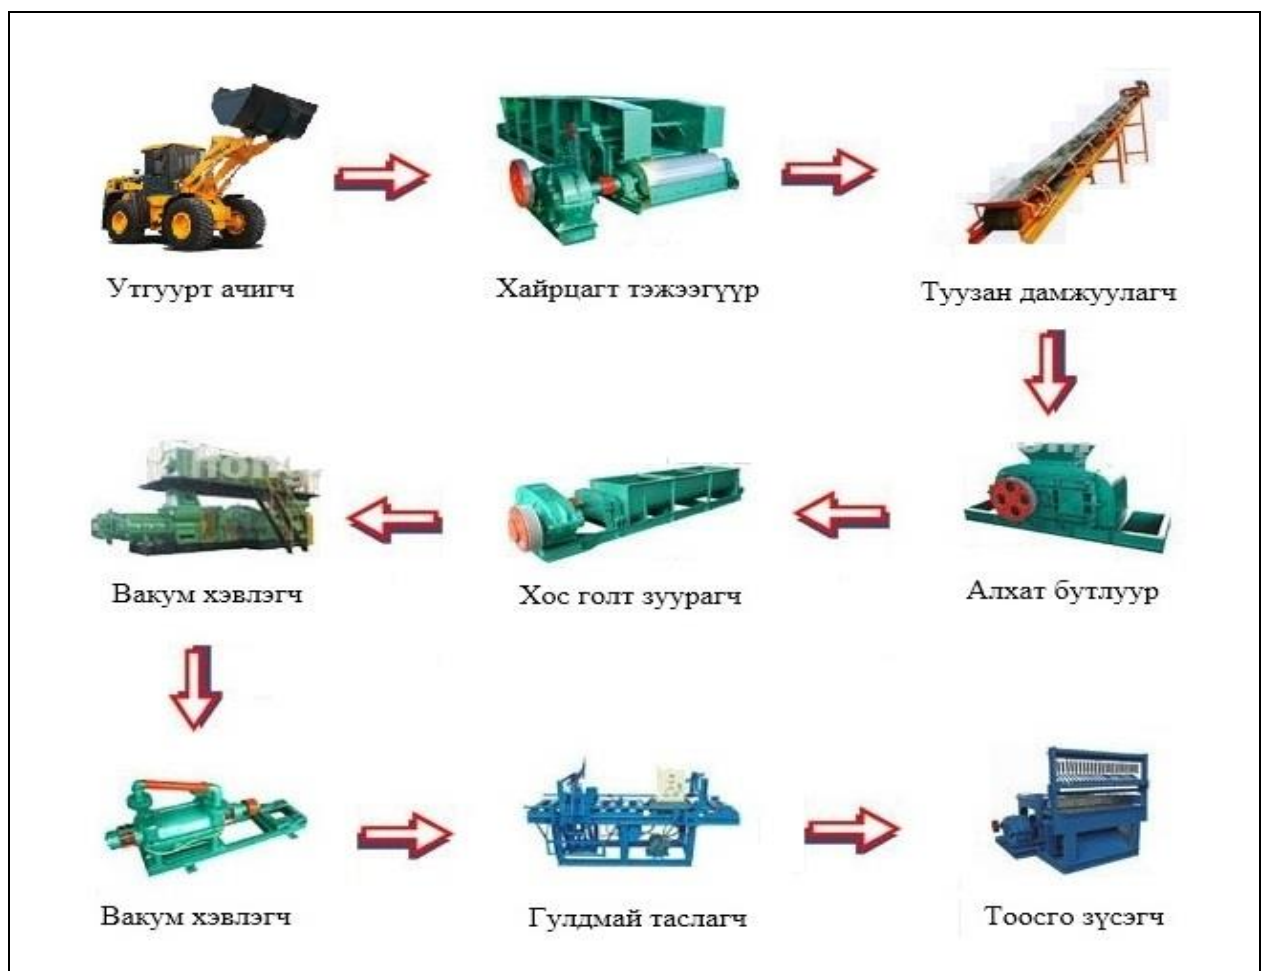 Утгуурт ачигч
Хайрцагт тэжээгүүр
Туузан дамжуулагч
Вакум хэвлэгч
Хос голт зуурагч
Алхат бутлуур
Вакум хэвлэгч
Гулдмай таслагч
Тоосго зүсэгч